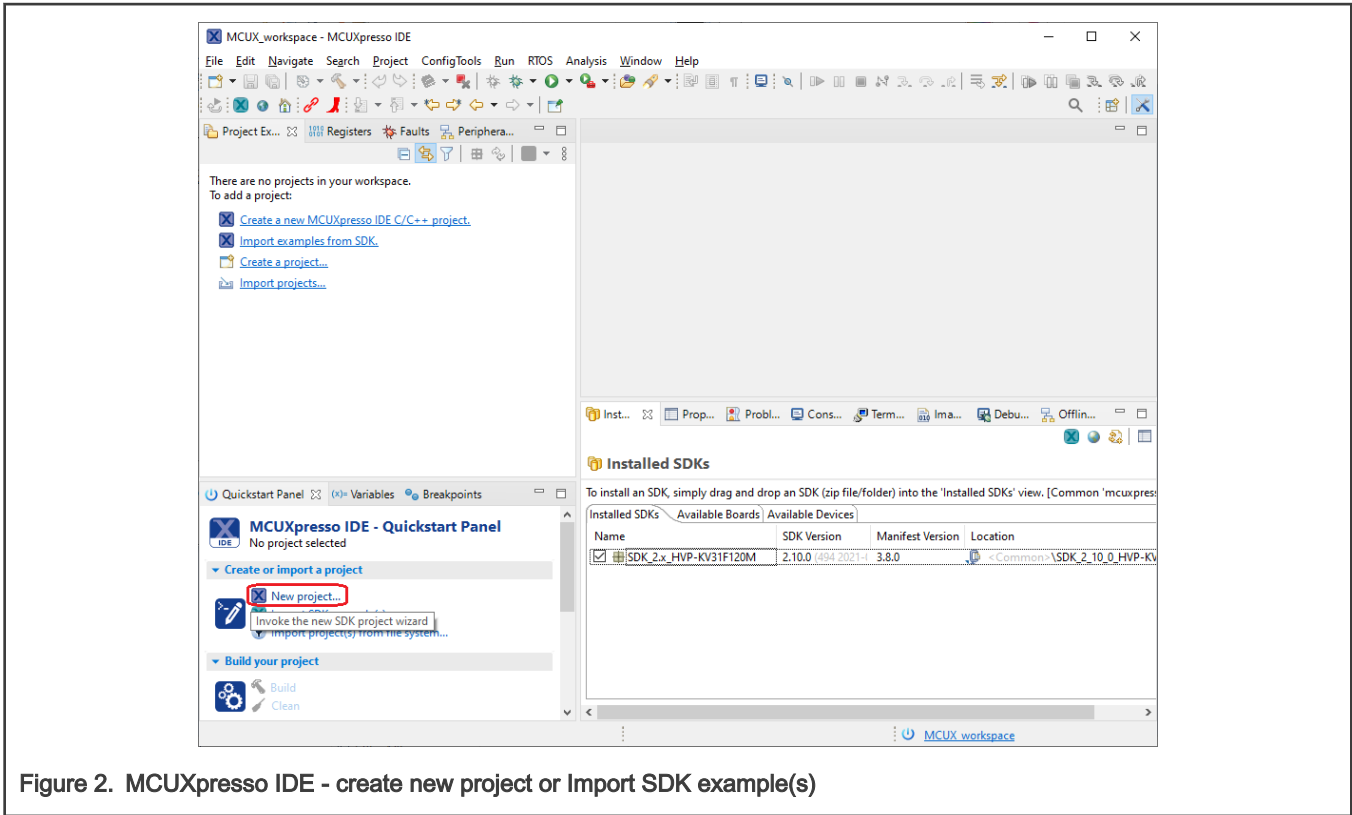 MCUX_workspace - MCUXpresso IDE
File Edit Navigate Search Project ConfigTools Run RTOS Analysis Window Help
Project Ex... Registers Faults Periphera...
There are no projects in your workspace.
To add a project:
Create a new MCUXpresso IDE C/C++ project.
Import examples from SDK.
Create a project...
Import projects...
Inst... Prop... Probl... Cons... Term... Ima... Debu... Offlin...
Installed SDKs
To install an SDK, simply drag and drop an SDK (zip file/folder) into the 'Installed SDKs' view. [Common 'mcuxpres
Installed SDKs Available Boards Available Devices
Name SDK Version Manifest Version Location
SDK_2.x_HVP-KV31F120M 2.10.0 (494 2021- 3.8.0 <Common>\SDK_2_10_0_HVP-KV
Quickstart Panel (x)= Variables Breakpoints
IDE
MCUXpresso IDE - Quickstart Panel
No project selected
Create or import a project
New project...
Invoke the new SDK project wizard
Import project(s) from file system...
Build your project
Build
Clean
MCUX_workspace
Figure 2. MCUXpresso IDE - create new project or Import SDK example(s)